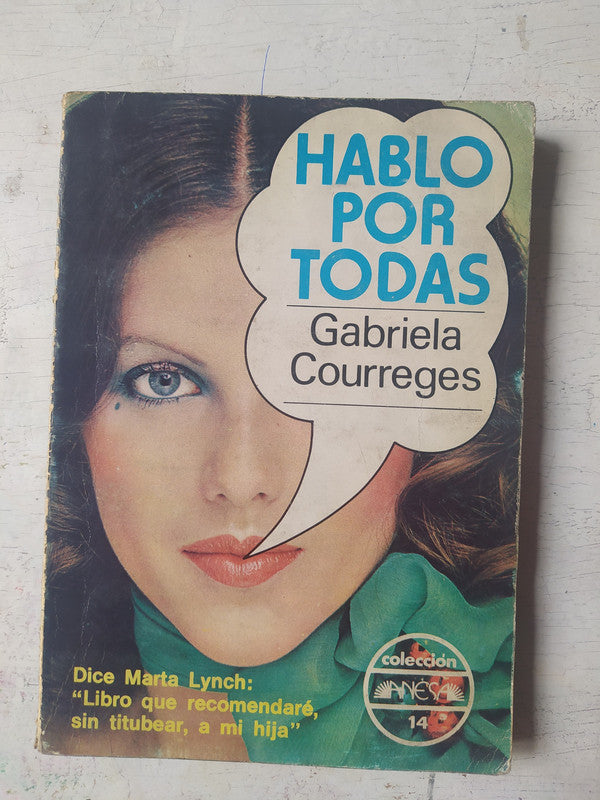 HABLO
POR
TODAS
Gabriela
Courreges
Dice Marta Lynch:
“Libro que recomendaré,
sin titubear, a mi hija”
colección
ANESA
14